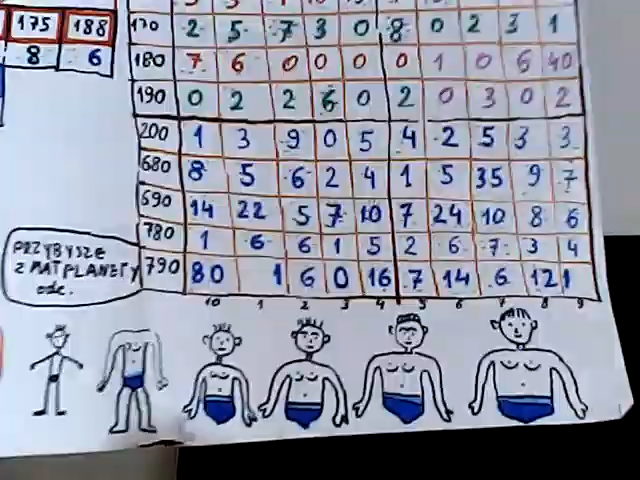 175 188
8 6
170 2 5 7 3 0 8 0 2 3 1
180 7 6 0 0 0 0 1 0 6 40
190 0 2 2 6 0 2 0 3 0 2
200 1 3 9 0 5 4 2 5 3 3
680 8 5 6 2 4 1 5 35 9 7
690 14 22 5 7 10 7 24 10 8 6
780 1 6 6 1 5 2 6 7 3 4
790 80 1 6 0 16 7 14 6 12 1
10 1 2 3 4 5 6 7 8 9
PRZYBYSZE
Z MAT PLANETY
odc.